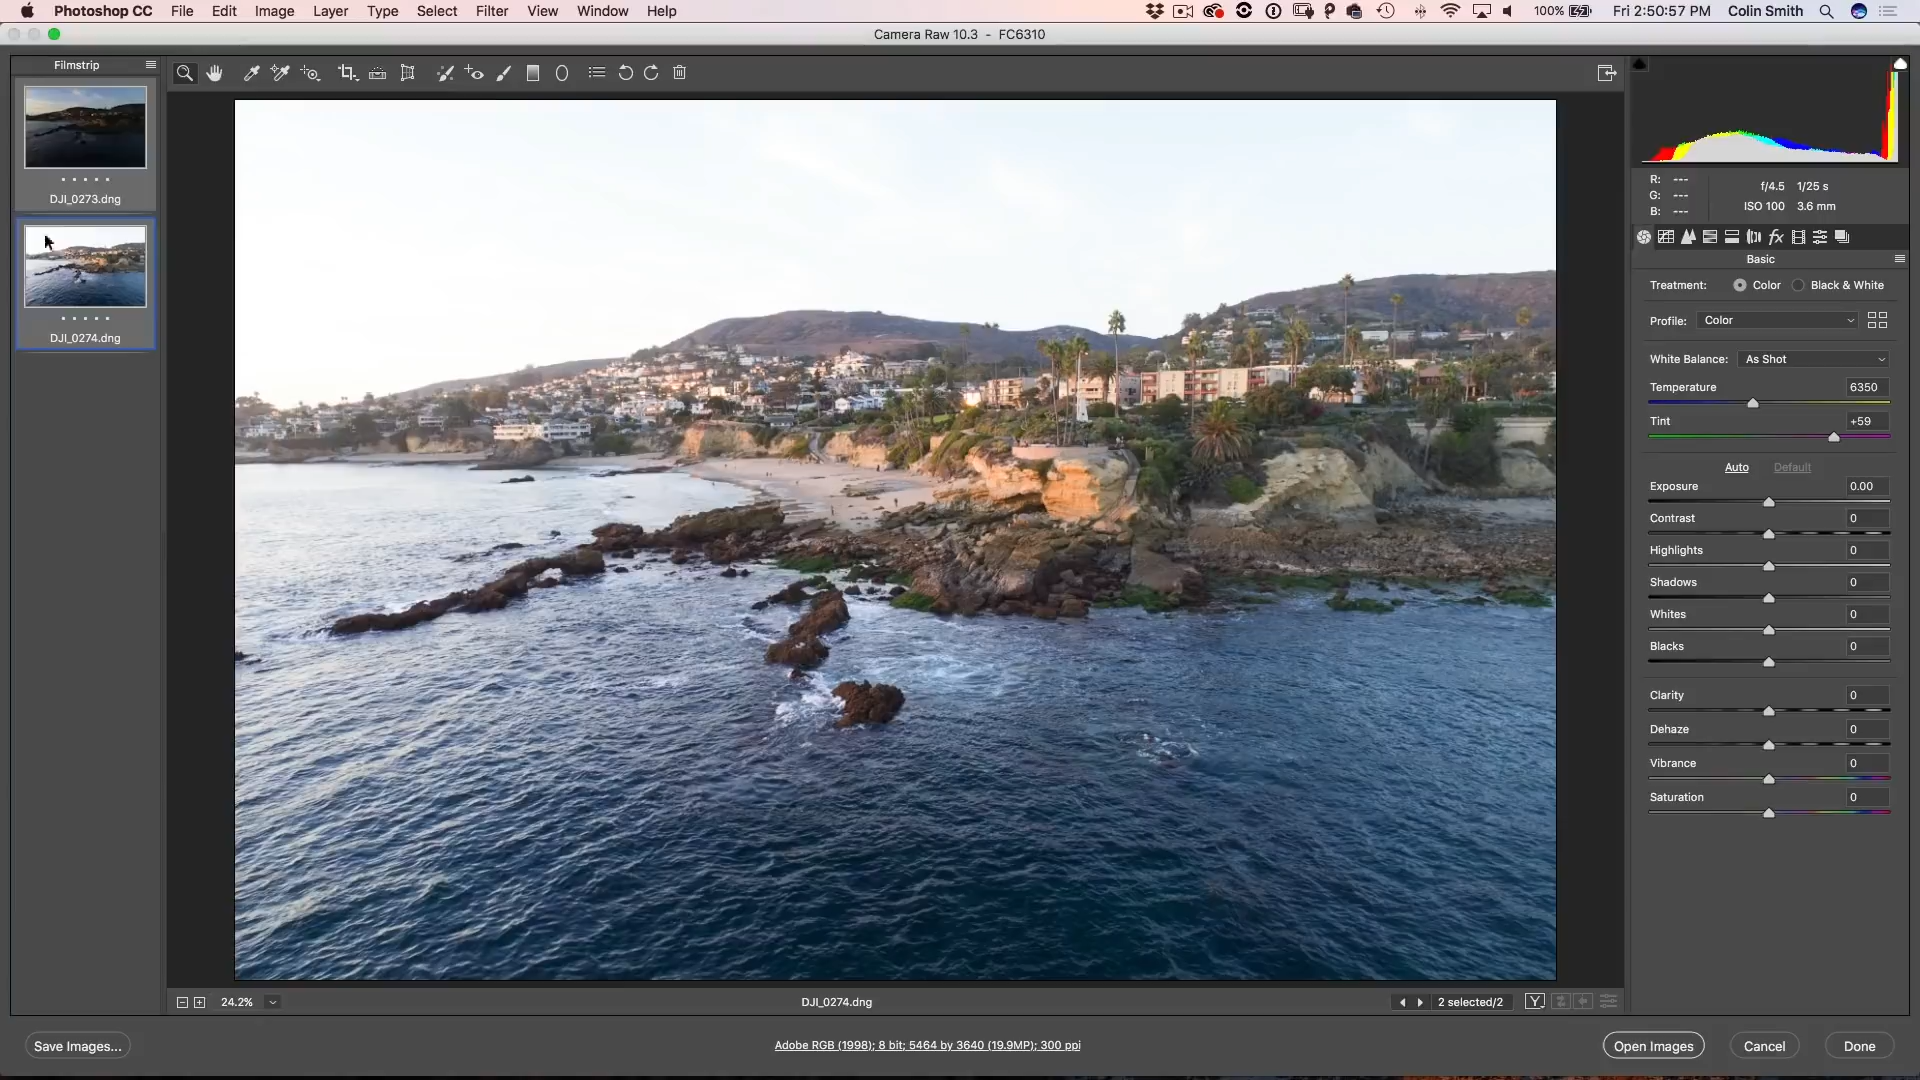 Photoshop CC File Edit Image Layer Type Select Filter View Window Help 100% Fri 2:50:57 PM Colin Smith
Camera Raw 10.3 - FC6310
Filmstrip
DJI_0273.dng
DJI_0274.dng
R: ---
G: ---
B: ---
f/4.5 1/25 s
ISO 100 3.6 mm
Basic
Treatment: Color Black & White
Profile: Color
White Balance: As Shot
Temperature 6350
Tint +59
Auto Default
Exposure 0.00
Contrast 0
Highlights 0
Shadows 0
Whites 0
Blacks 0
Clarity 0
Dehaze 0
Vibrance 0
Saturation 0
24.2% DJI_0274.dng 2 selected/2 Y
Save Images... Adobe RGB (1998); 8 bit; 5464 by 3640 (19.9MP); 300 ppi Open Images Cancel Done